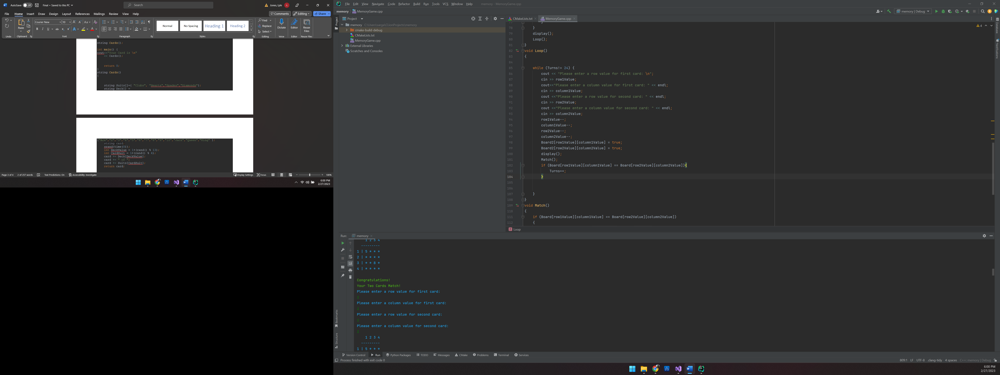 AutoSave Off Final • Saved to this PC Search Jones, Lyle JL
File Home Insert Draw Design Layout References Mailings Review View Help Comments Editing Share
Courier New 10
Paste
Normal No Spacing Heading 1 Heading 2
Find
Replace
Select
Dictate Editor Reuse Files
Undo Clipboard Font Paragraph Styles Editing Voice Editor Reuse Files
string Cards();
int main() {
cout<<"Your Card is \n"
<< Cards();
return 0;
}
string Cards()
{
string Suits[]={ "Clubs", "Hearts","Spades","Diamonds"};
string Deck[] =
{"Ace","2","3","4","5","6","7","8","9","10","Jack","Queen","King" };
string card;
srand(time(0));
int DeckValue = 1+(rand() % 13);
int CardSuit = 1+(rand() % 4);
card += Deck[DeckValue];
card += " of ";
card += Suits[CardSuit];
return card;
Page 3 of 4 2 of 257 words Text Predictions: On Accessibility: Investigate Display Settings Focus 100%
6:00 PM
2/27/2023
File Edit View Navigate Code Refactor Build Run Tools VCS Window Help memory - MemoryGame.cpp
memory MemoryGame.cpp memory | Debug
Project
Project CMakeLists.txt MemoryGame.cpp
memory C:\Users\sarga\CLionProjects\memory
cmake-build-debug
CMakeLists.txt
MemoryGame.cpp
External Libraries
Scratches and Consoles
4
Database
Notifications
77 }
78 }
79 display();
80 Loop();
81 }
82 void Loop()
83 {
84
85 while (Turns!= 24) {
86 cout << "Please enter a row value for first card: \n";
87 cin >> row1Value;
88 cout<<"Please enter a column value for first card: " << endl;
89 cin >> column1Value;
90 cout <<"Please enter a row value for second card: " << endl;
91 cin >> row2Value;
92 cout <<"Please enter a column value for second card: " << endl;
93 cin >> column2Value;
94 row1Value--;
95 column1Value--;
96 row2Value--;
97 column2Value--;
98 Board2[row1Value][column1Value] = true;
99 Board2[row2Value][column2Value] = true;
100 display();
101 Match();
102 if (Board[row1Value][column1Value] == Board[row2Value][column2Value]){
103 Turns++;
104 }
105
106
107 }
108 }
109 void Match()
110 {
111 if (Board[row1Value][column1Value] == Board[row2Value][column2Value])
112 {
Loop
Run: memory
1 2 3 4
---------
1 | 5 * * *
2 | * * * *
3 | * * 8 *
4 | * * * *
Congratulations!
Your Two Cards Match!
Please enter a row value for first card:
1
Please enter a column value for first card:
1
Please enter a row value for second card:
1
Please enter a column value for second card:
1
1 2 3 4
---------
1 | 5 * * *
Bookmarks
Structure
Version Control Run Python Packages TODO Messages CMake Problems Terminal Services
Process finished with exit code 0 809:1 LF UTF-8 .clang-tidy 4 spaces C++: memory | Debug
6:00 PM
2/27/2023